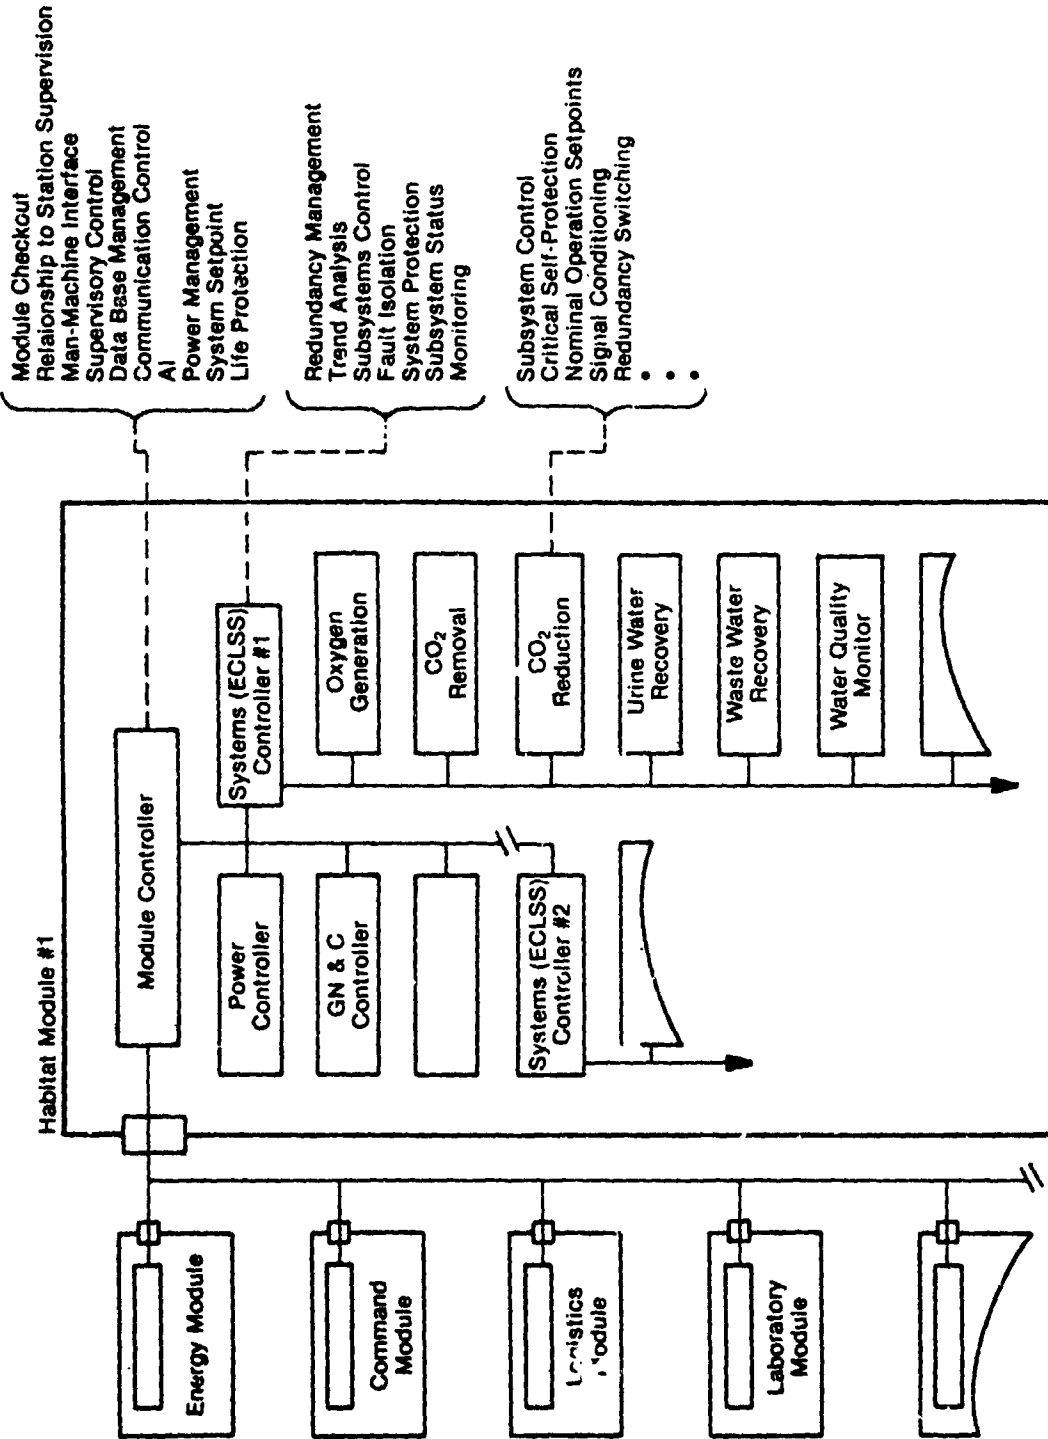 Habitat Module #1
Energy Module
Command
Module
Logistics
Module
Laboratory
Module
Module Controller
Power
Controller
GN & C
Controller
Systems (ECLSS)
Controller #2
Systems (ECLSS)
Controller #1
Oxygen
Generation
CO₂
Removal
CO₂
Reduction
Urine Water
Recovery
Waste Water
Recovery
Water Quality
Monitor
Module Checkout
Relaionship to Station Supervision
Man-Machine Interface
Supervisory Control
Data Base Management
Communication Control
AI
Power Management
System Setpoint
Life Protection
Redundancy Management
Trend Analysis
Subsystems Control
Fault Isolation
System Protection
Subsystem Status
Monitoring
Subsystem Control
Critical Self-Protection
Nominal Operation Setpoints
Signal Conditioning
Redundancy Switching